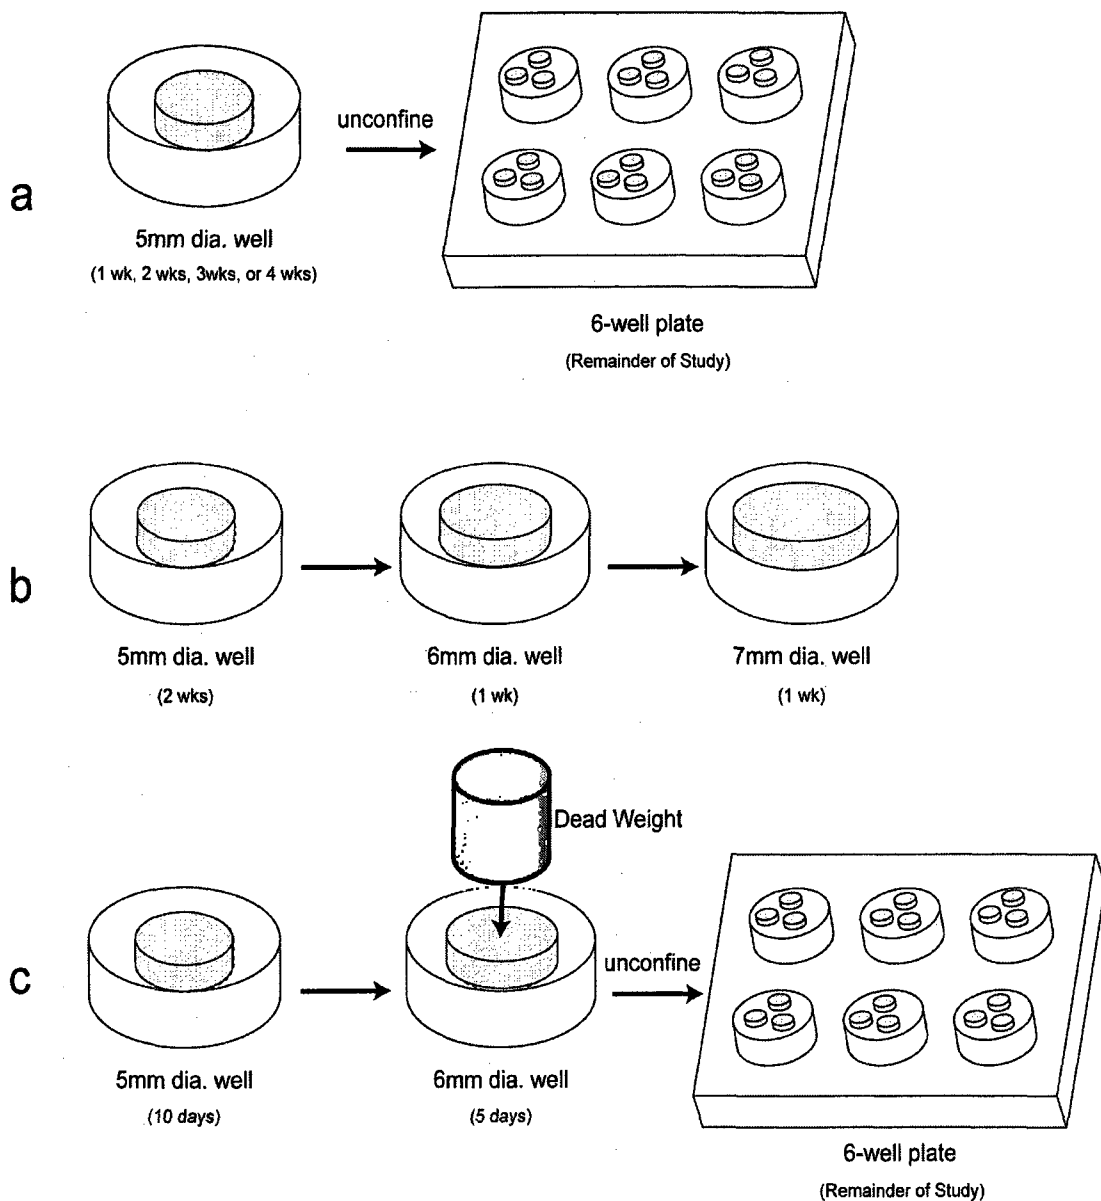 unconfine
a
5mm dia. well
(1 wk, 2 wks, 3wks, or 4 wks)
6-well plate
(Remainder of Study)
b
5mm dia. well
(2 wks)
6mm dia. well
(1 wk)
7mm dia. well
(1 wk)
Dead Weight
c
unconfine
5mm dia. well
(10 days)
6mm dia. well
(5 days)
6-well plate
(Remainder of Study)